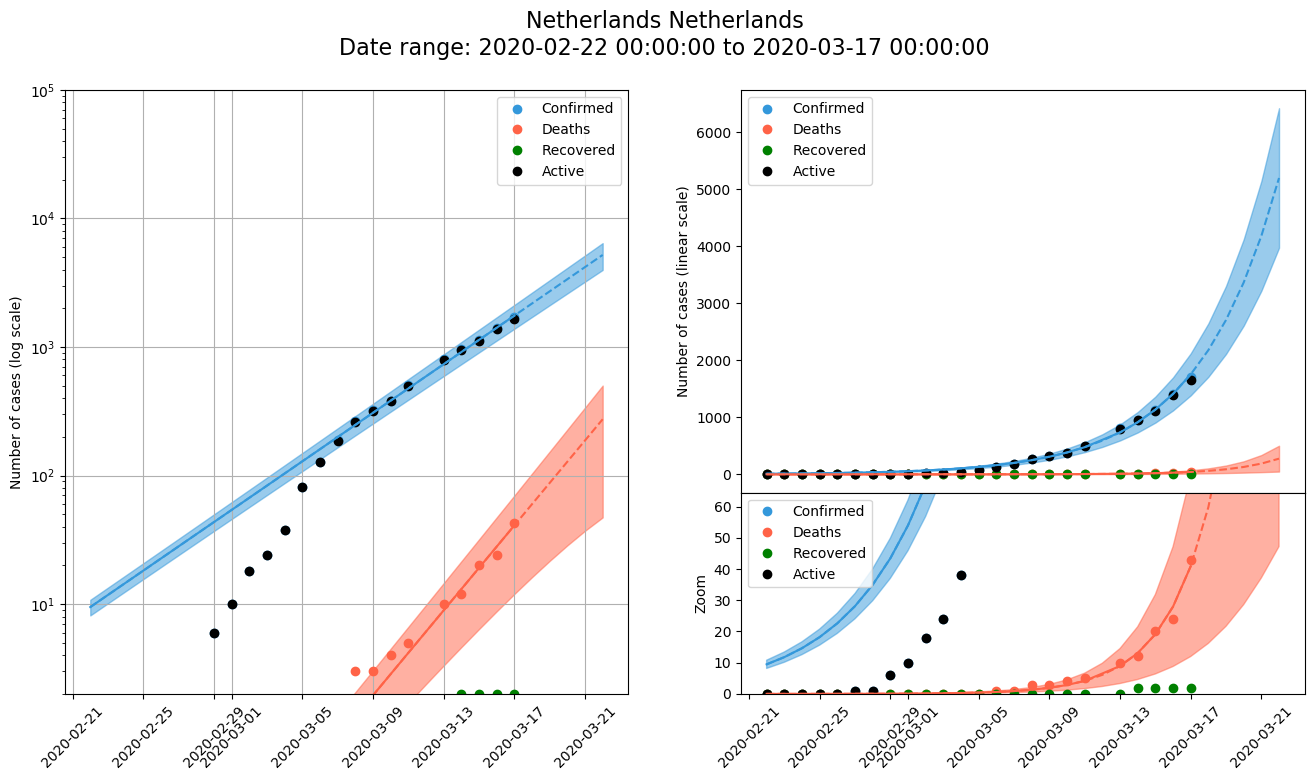 Netherlands Netherlands
Date range: 2020-02-22 00:00:00 to 2020-03-17 00:00:00
Number of cases (log scale)
10^5
10^4
10^3
10^2
10^1
Confirmed
Deaths
Recovered
Active
2020-02-21
2020-02-25
2020-02-29
2020-03-01
2020-03-05
2020-03-09
2020-03-13
2020-03-17
2020-03-21
Number of cases (linear scale)
6000
5000
4000
3000
2000
1000
0
Confirmed
Deaths
Recovered
Active
Zoom
60
50
40
30
20
10
0
Confirmed
Deaths
Recovered
Active
2020-02-21
2020-02-25
2020-02-29
2020-03-01
2020-03-05
2020-03-09
2020-03-13
2020-03-17
2020-03-21